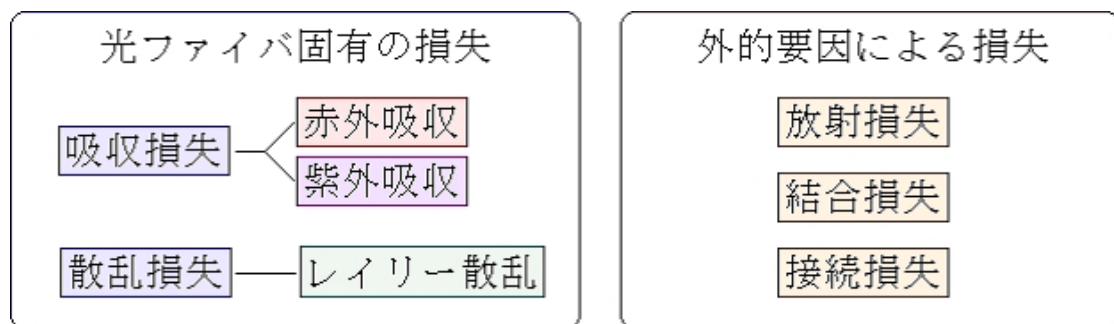 光ファイバ固有の損失
吸収損失
赤外吸収
紫外吸収
散乱損失
レイリー散乱
外的要因による損失
放射損失
結合損失
接続損失